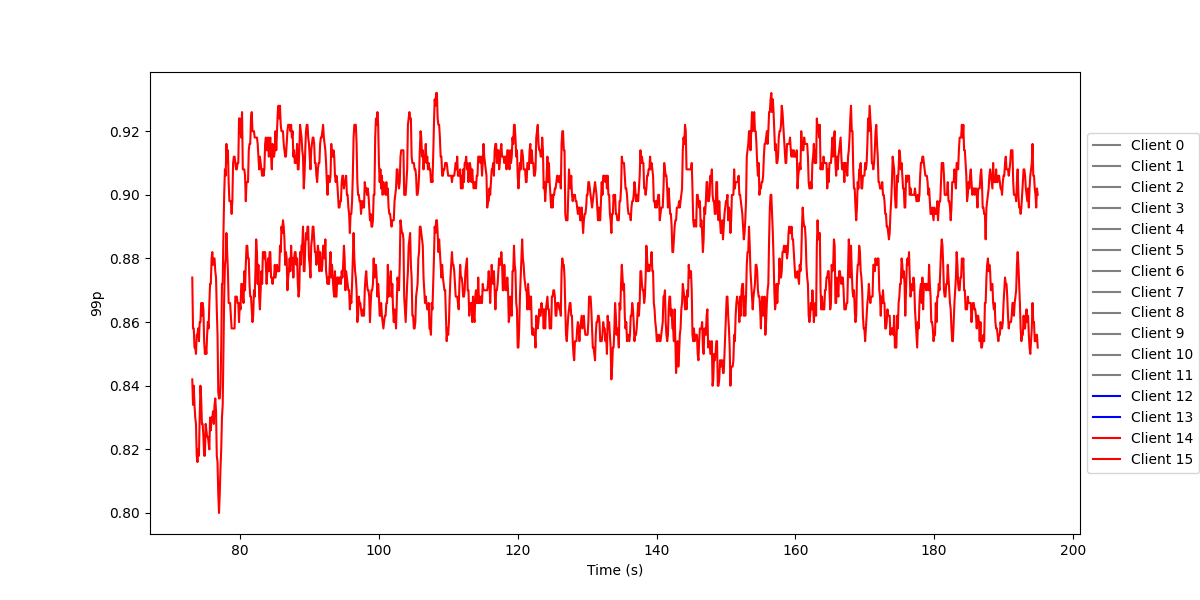 0.92
0.90
0.88
0.86
0.84
0.82
0.80
99p
80 100 120 140 160 180 200
Time (s)
Client 0
Client 1
Client 2
Client 3
Client 4
Client 5
Client 6
Client 7
Client 8
Client 9
Client 10
Client 11
Client 12
Client 13
Client 14
Client 15